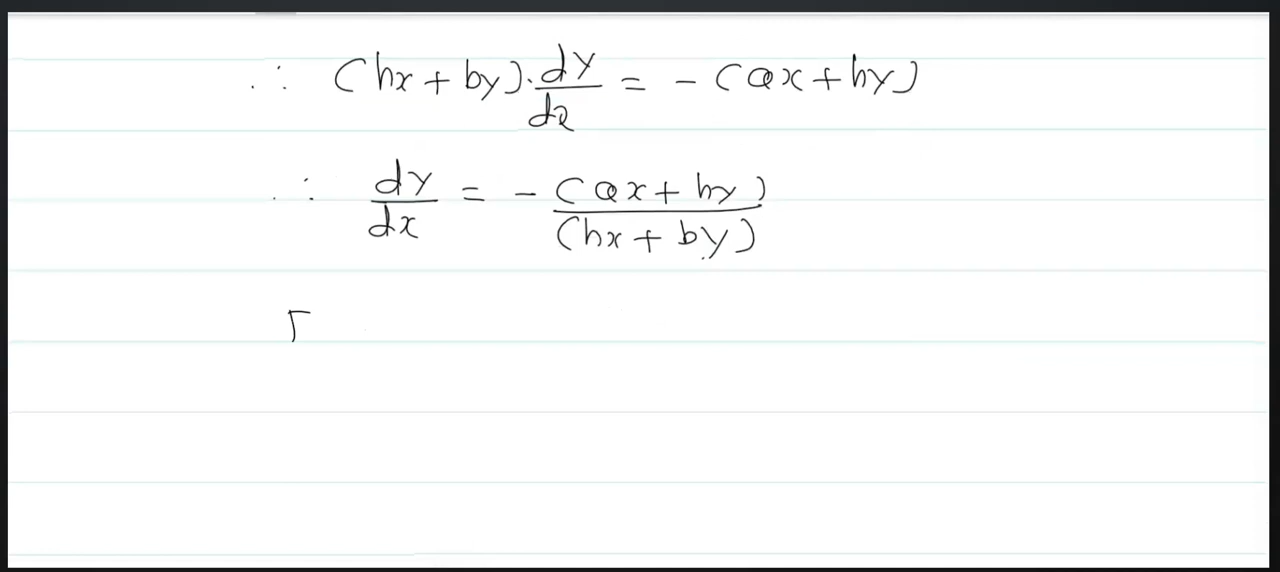 ∴ (hx + by).dy/dx = - (ax + hy)
∴ dy/dx = - (ax + hy)/(hx + by)